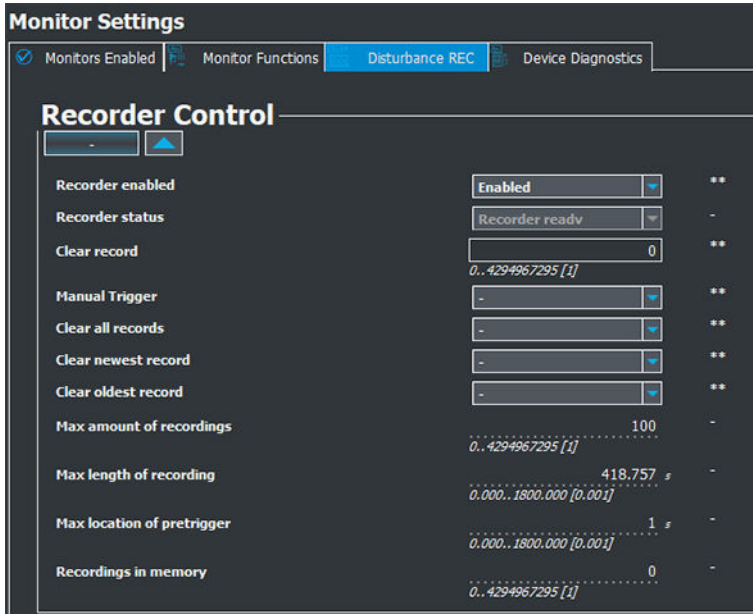 Monitor Settings
Monitors Enabled Monitor Functions Disturbance REC Device Diagnostics
Recorder Control
-
Recorder enabled Enabled **
Recorder status Recorder ready -
Clear record 0 **
0..4294967295 [1]
Manual Trigger - **
Clear all records - **
Clear newest record - **
Clear oldest record - **
Max amount of recordings 100 -
0..4294967295 [1]
Max length of recording 418.757 s -
0.000..1800.000 [0.001]
Max location of pretrigger 1 s -
0.000..1800.000 [0.001]
Recordings in memory 0 -
0..4294967295 [1]